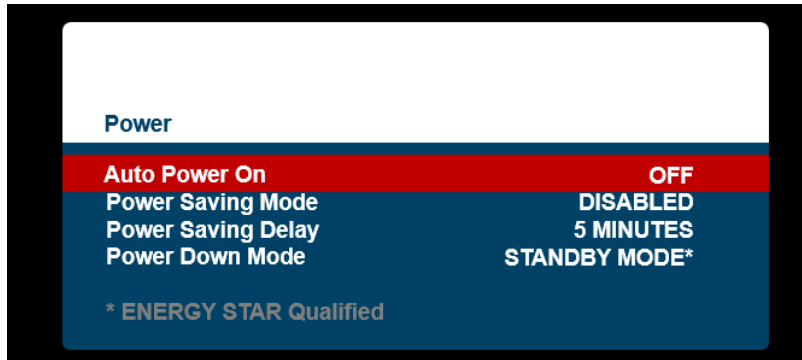 Power
Auto Power On OFF
Power Saving Mode DISABLED
Power Saving Delay 5 MINUTES
Power Down Mode STANDBY MODE*
* ENERGY STAR Qualified